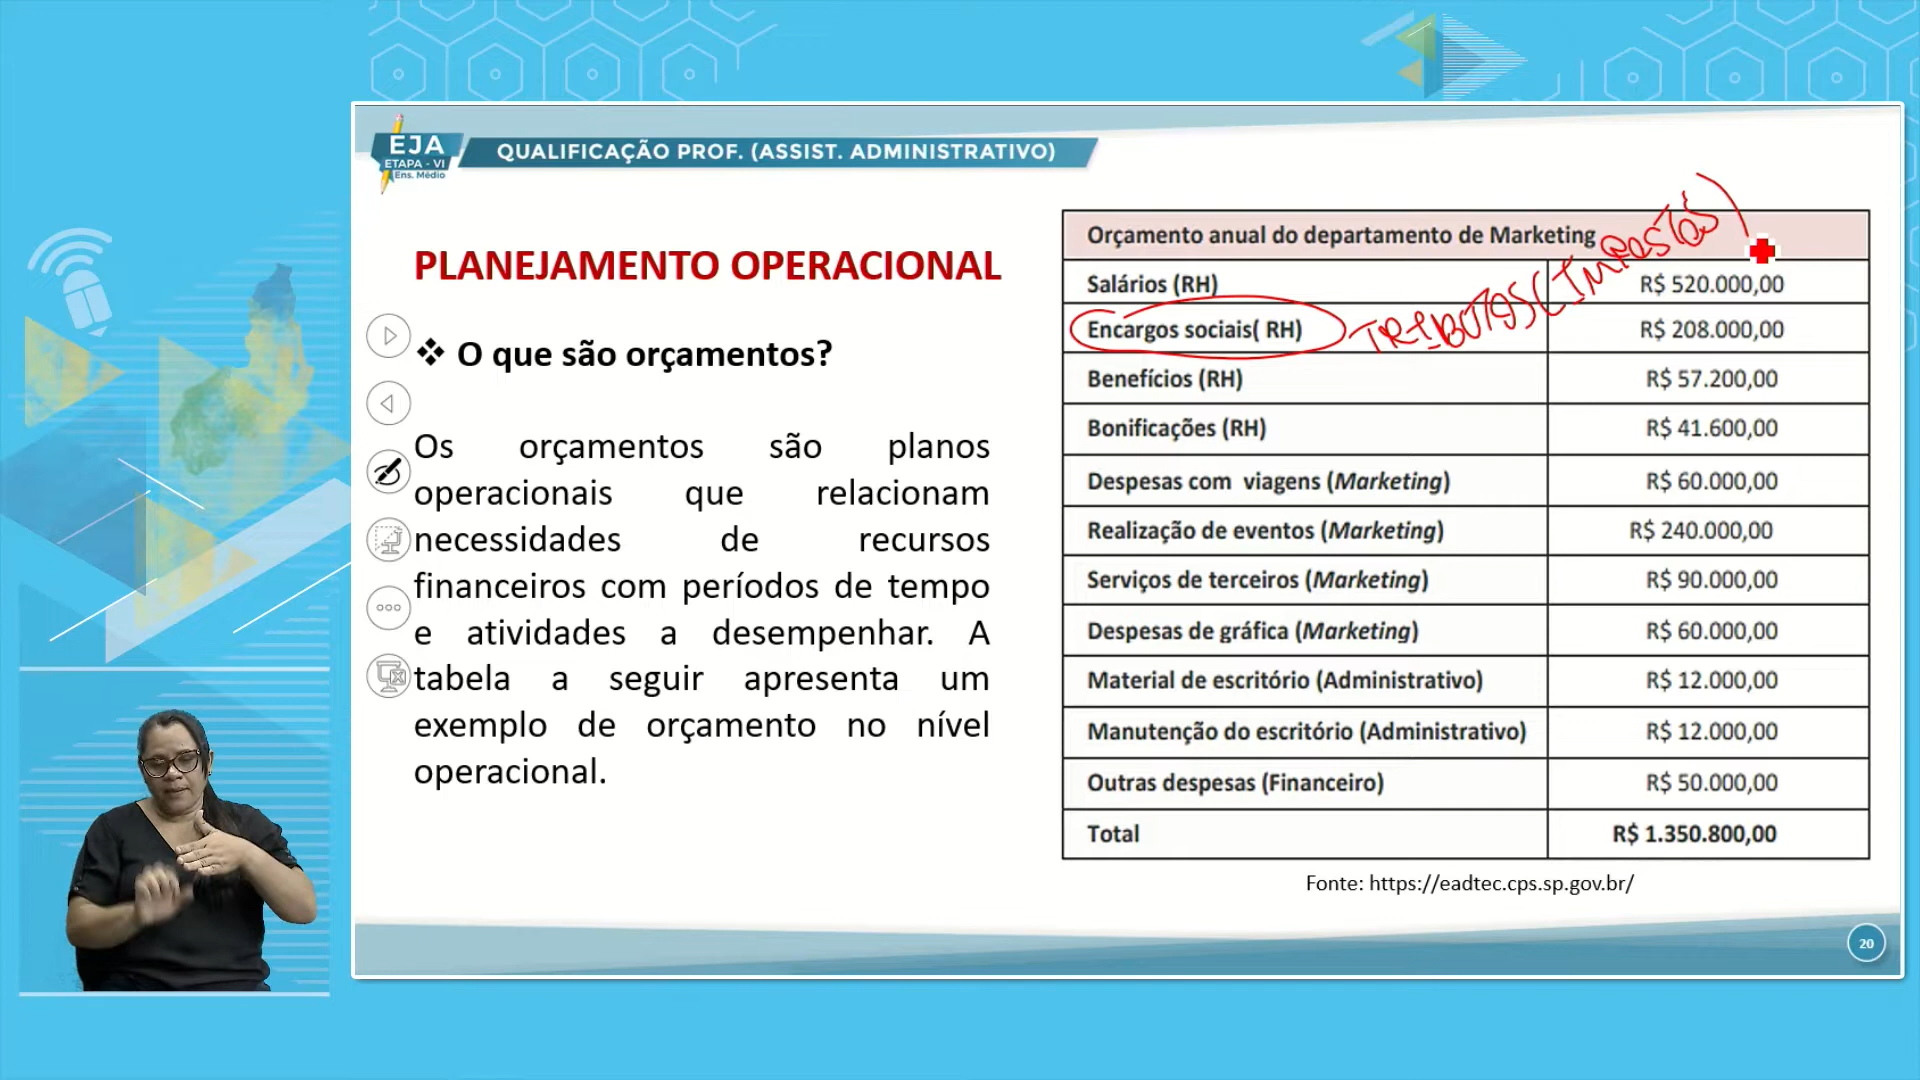 EJA
ETAPA - VI
Ens. Médio
QUALIFICAÇÃO PROF. (ASSIST. ADMINISTRATIVO)
PLANEJAMENTO OPERACIONAL
❖ O que são orçamentos?
Os orçamentos são planos
operacionais que relacionam
necessidades de recursos
financeiros com períodos de tempo
e atividades a desempenhar. A
tabela a seguir apresenta um
exemplo de orçamento no nível
operacional.
Orçamento anual do departamento de Marketing
Salários (RH) R$ 520.000,00
Encargos sociais( RH) R$ 208.000,00
TRIBUTOS (IMPOSTOS)
Benefícios (RH) R$ 57.200,00
Bonificações (RH) R$ 41.600,00
Despesas com viagens (Marketing) R$ 60.000,00
Realização de eventos (Marketing) R$ 240.000,00
Serviços de terceiros (Marketing) R$ 90.000,00
Despesas de gráfica (Marketing) R$ 60.000,00
Material de escritório (Administrativo) R$ 12.000,00
Manutenção do escritório (Administrativo) R$ 12.000,00
Outras despesas (Financeiro) R$ 50.000,00
Total R$ 1.350.800,00
Fonte: https://eadtec.cps.sp.gov.br/
20